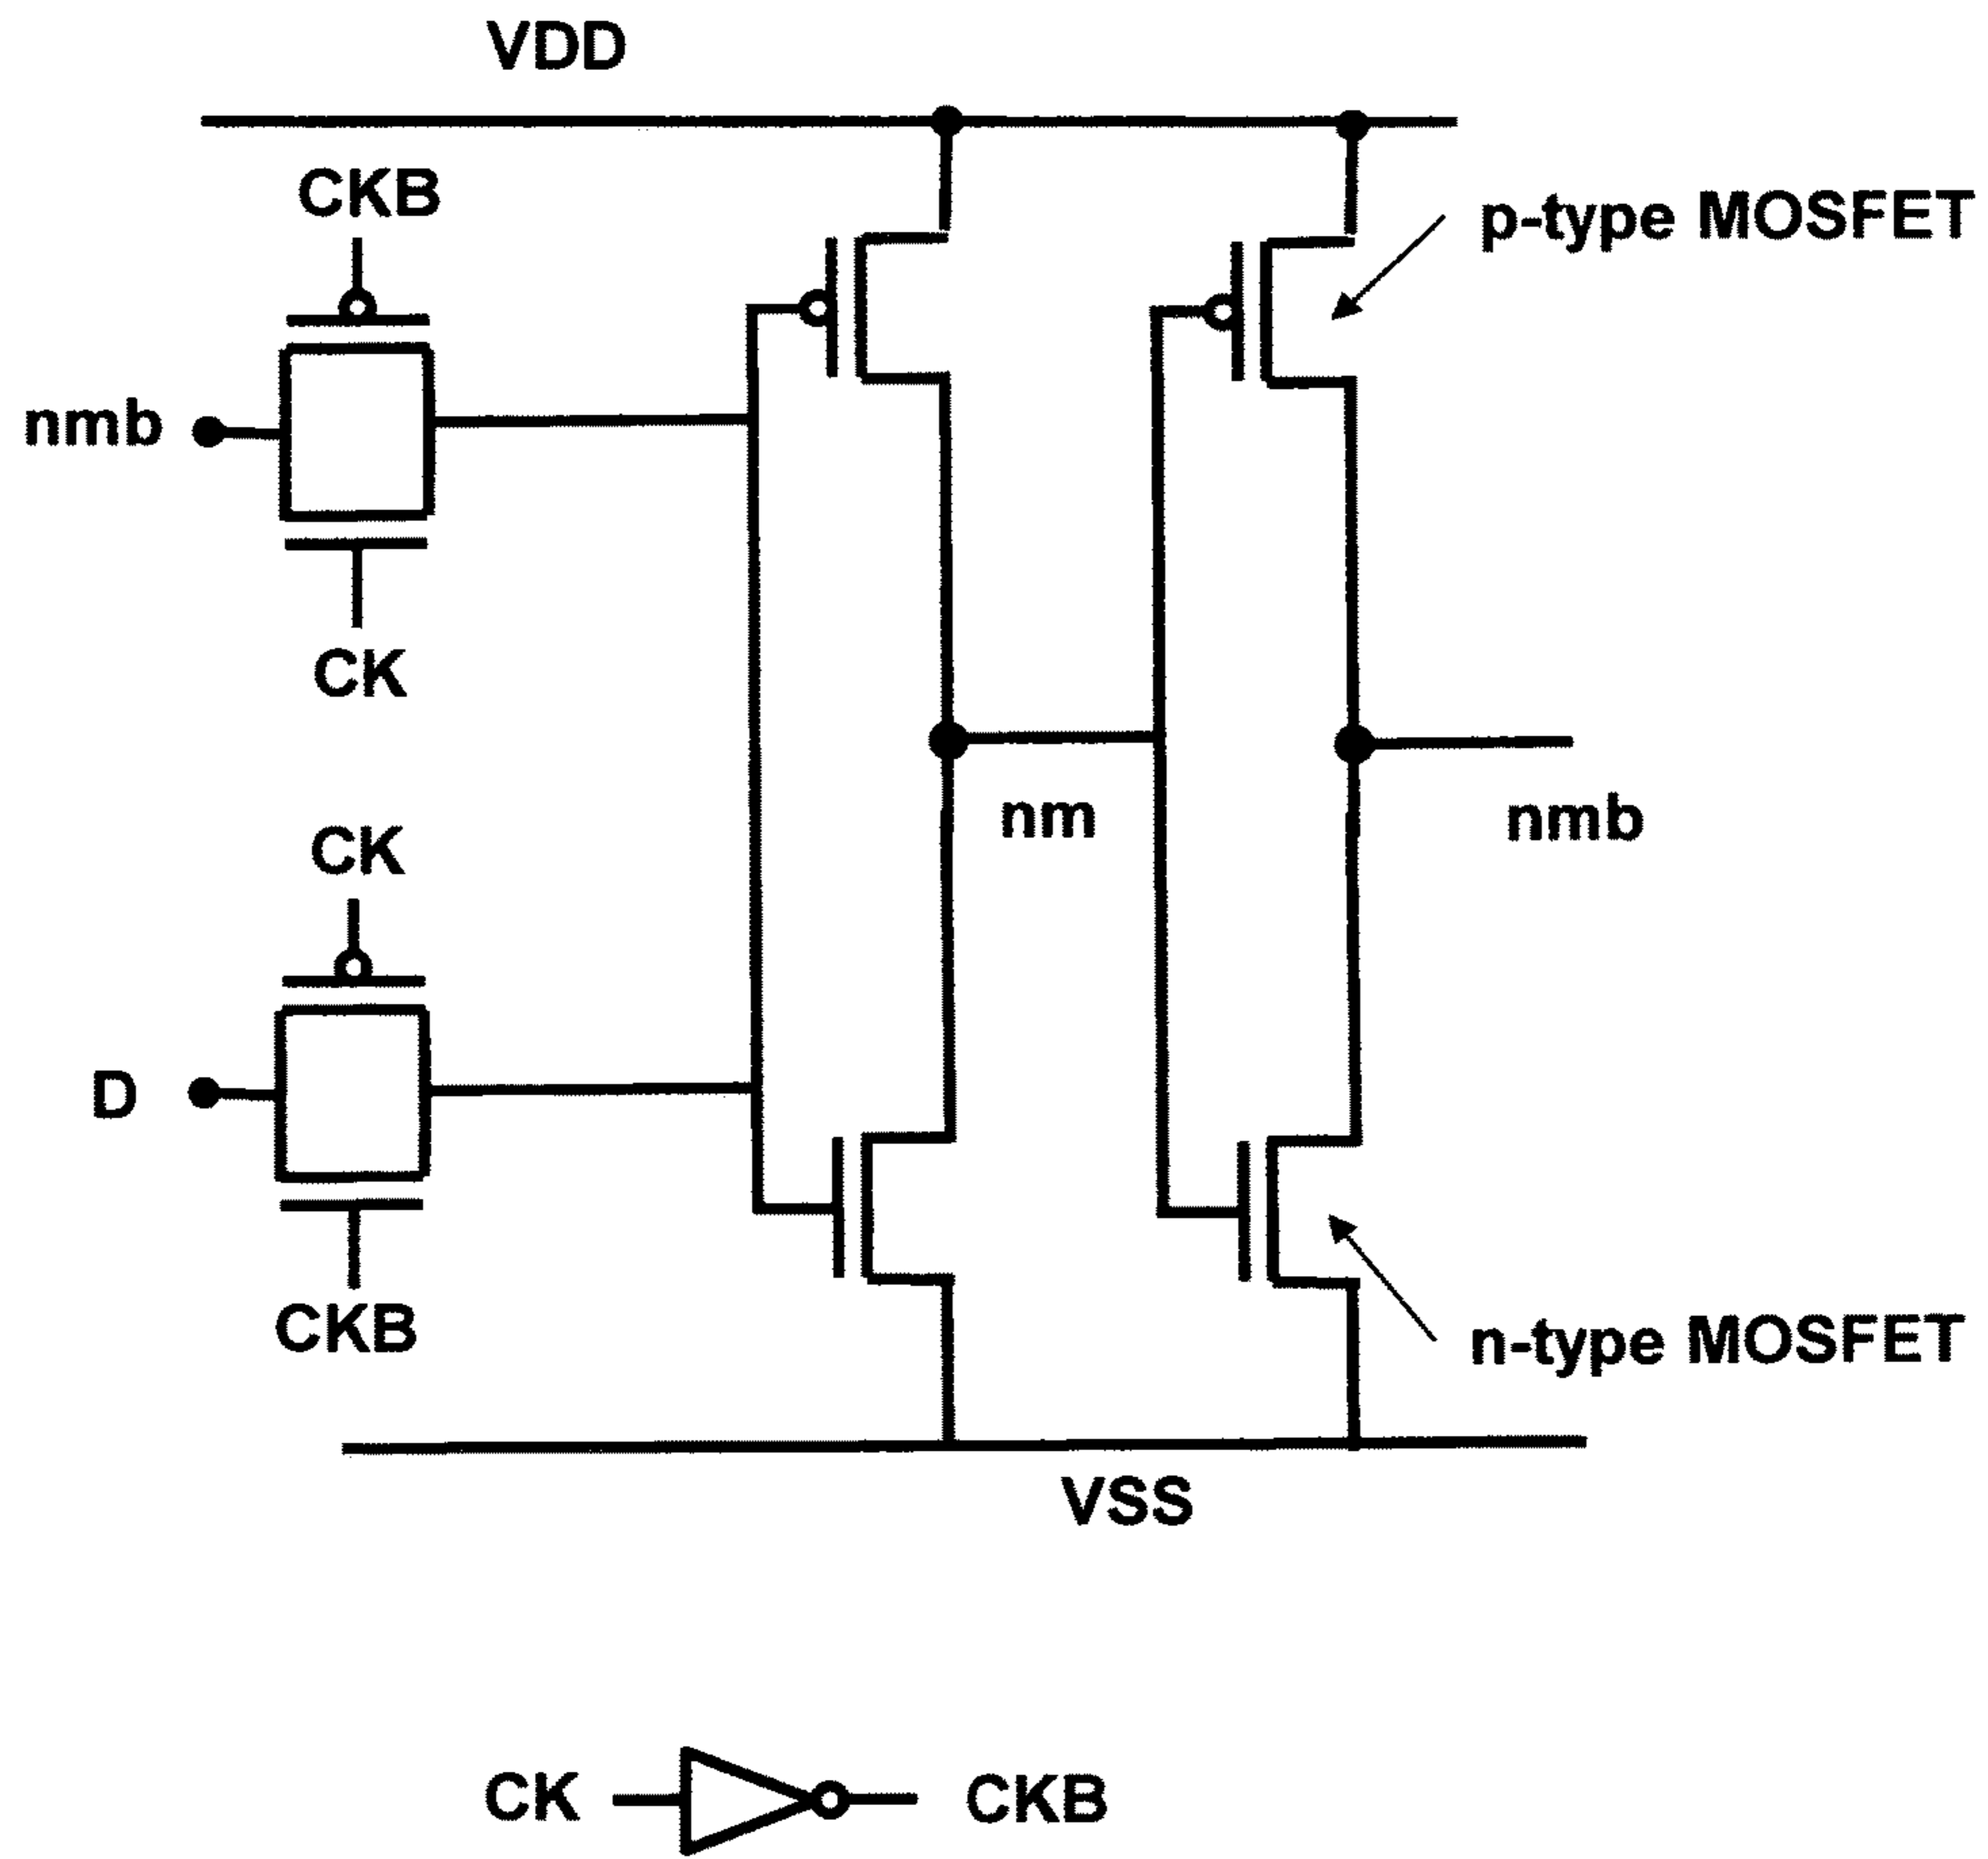 VDD
CKB
p-type MOSFET
nmb
CK
CK
nm
nmb
D
CKB
n-type MOSFET
VSS
CK
CKB